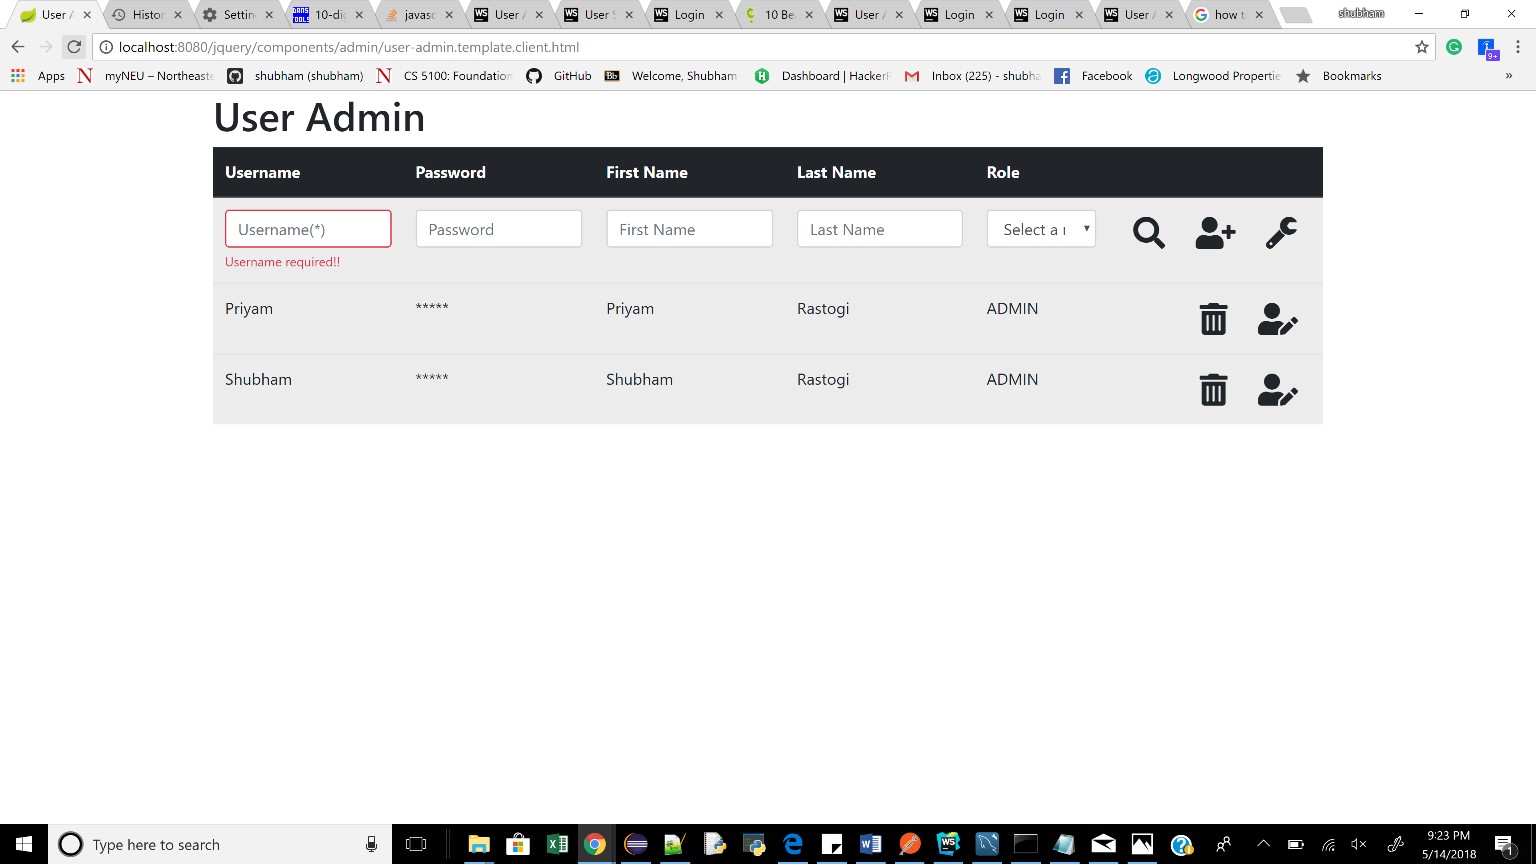 User A Histor Settin 10-di javasc User A User S Login 10 Be User A Login Login User A how t shubham
localhost:8080/jquery/components/admin/user-admin.template.client.html
Apps myNEU – Northeaste shubham (shubham) CS 5100: Foundation GitHub Welcome, Shubham Dashboard | Hacker Inbox (225) - shubha Facebook Longwood Propertie Bookmarks »
User Admin
Username Password First Name Last Name Role
Username(*) Password First Name Last Name Select a r
Username required!!
Priyam ***** Priyam Rastogi ADMIN
Shubham ***** Shubham Rastogi ADMIN
Type here to search
9:23 PM
5/14/2018